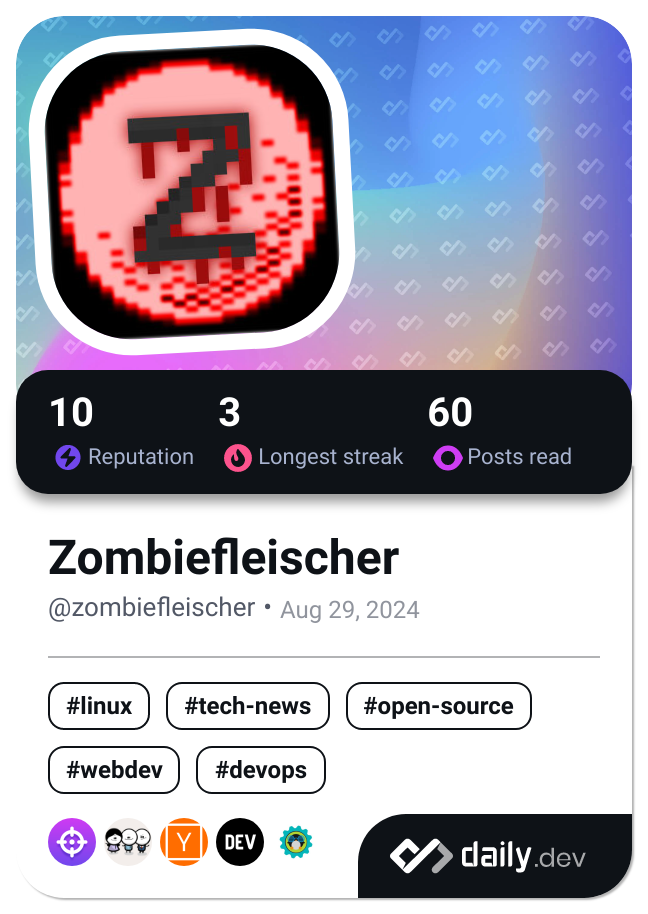 Z
10 3 60
Reputation Longest streak Posts read
Zombiefleischer
@zombiefleischer • Aug 29, 2024
#linux #tech-news #open-source
#webdev #devops
Y DEV
daily.dev